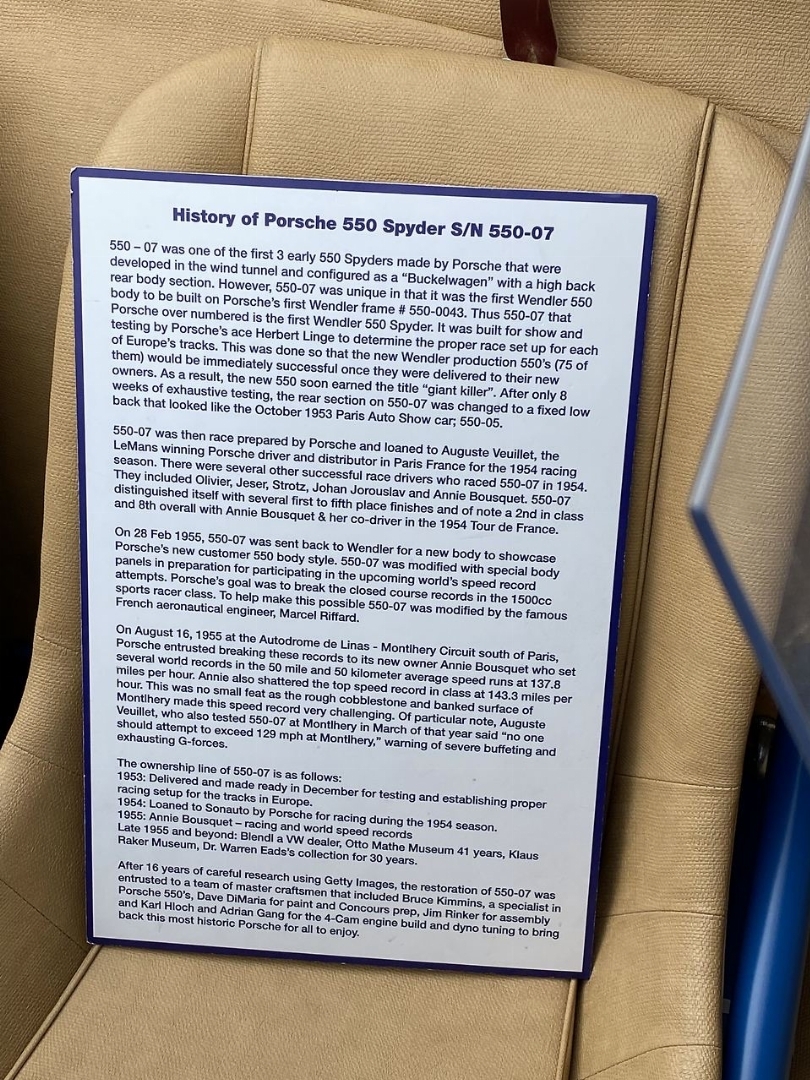 History of Porsche 550 Spyder S/N 550-07
550 – 07 was one of the first 3 early 550 Spyders made by Porsche that were
developed in the wind tunnel and configured as a “Buckelwagen” with a high back
rear body section. However, 550-07 was unique in that it was the first Wendler 550
body to be built on Porsche's first Wendler frame # 550-0043. Thus 550-07 that
Porsche over numbered is the first Wendler 550 Spyder. It was built for show and
testing by Porsche's ace Herbert Linge to determine the proper race set up for each
of Europe's tracks. This was done so that the new Wendler production 550's (75 of
them) would be immediately successful once they were delivered to their new
owners. As a result, the new 550 soon earned the title “giant killer”. After only 8
weeks of exhaustive testing, the rear section on 550-07 was changed to a fixed low
back that looked like the October 1953 Paris Auto Show car; 550-05.
550-07 was then race prepared by Porsche and loaned to Auguste Veuillet, the
LeMans winning Porsche driver and distributor in Paris France for the 1954 racing
season. There were several other successful race drivers who raced 550-07 in 1954.
They included Olivier, Jeser, Strotz, Johan Jorouslav and Annie Bousquet. 550-07
distinguished itself with several first to fifth place finishes and of note a 2nd in class
and 8th overall with Annie Bousquet & her co-driver in the 1954 Tour de France.
On 28 Feb 1955, 550-07 was sent back to Wendler for a new body to showcase
Porsche's new customer 550 body style. 550-07 was modified with special body
panels in preparation for participating in the upcoming world's speed record
attempts. Porsche's goal was to break the closed course records in the 1500cc
sports racer class. To help make this possible 550-07 was modified by the famous
French aeronautical engineer, Marcel Riffard.
On August 16, 1955 at the Autodrome de Linas - Montlhery Circuit south of Paris,
Porsche entrusted breaking these records to its new owner Annie Bousquet who set
several world records in the 50 mile and 50 kilometer average speed runs at 137.8
miles per hour. Annie also shattered the top speed record in class at 143.3 miles per
hour. This was no small feat as the rough cobblestone and banked surface of
Montlhery made this speed record very challenging. Of particular note, Auguste
Veuillet, who also tested 550-07 at Montlhery in March of that year said “no one
should attempt to exceed 129 mph at Montlhery,” warning of severe buffeting and
exhausting G-forces.
The ownership line of 550-07 is as follows:
1953: Delivered and made ready in December for testing and establishing proper
racing setup for the tracks in Europe.
1954: Loaned to Sonauto by Porsche for racing during the 1954 season.
1955: Annie Bousquet – racing and world speed records
Late 1955 and beyond: Blendl a VW dealer, Otto Mathe Museum 41 years, Klaus
Raker Museum, Dr. Warren Eads's collection for 30 years.
After 16 years of careful research using Getty Images, the restoration of 550-07 was
entrusted to a team of master craftsmen that included Bruce Kimmins, a specialist in
Porsche 550's, Dave DiMaria for paint and Concours prep, Jim Rinker for assembly
and Karl Hloch and Adrian Gang for the 4-Cam engine build and dyno tuning to bring
back this most historic Porsche for all to enjoy.